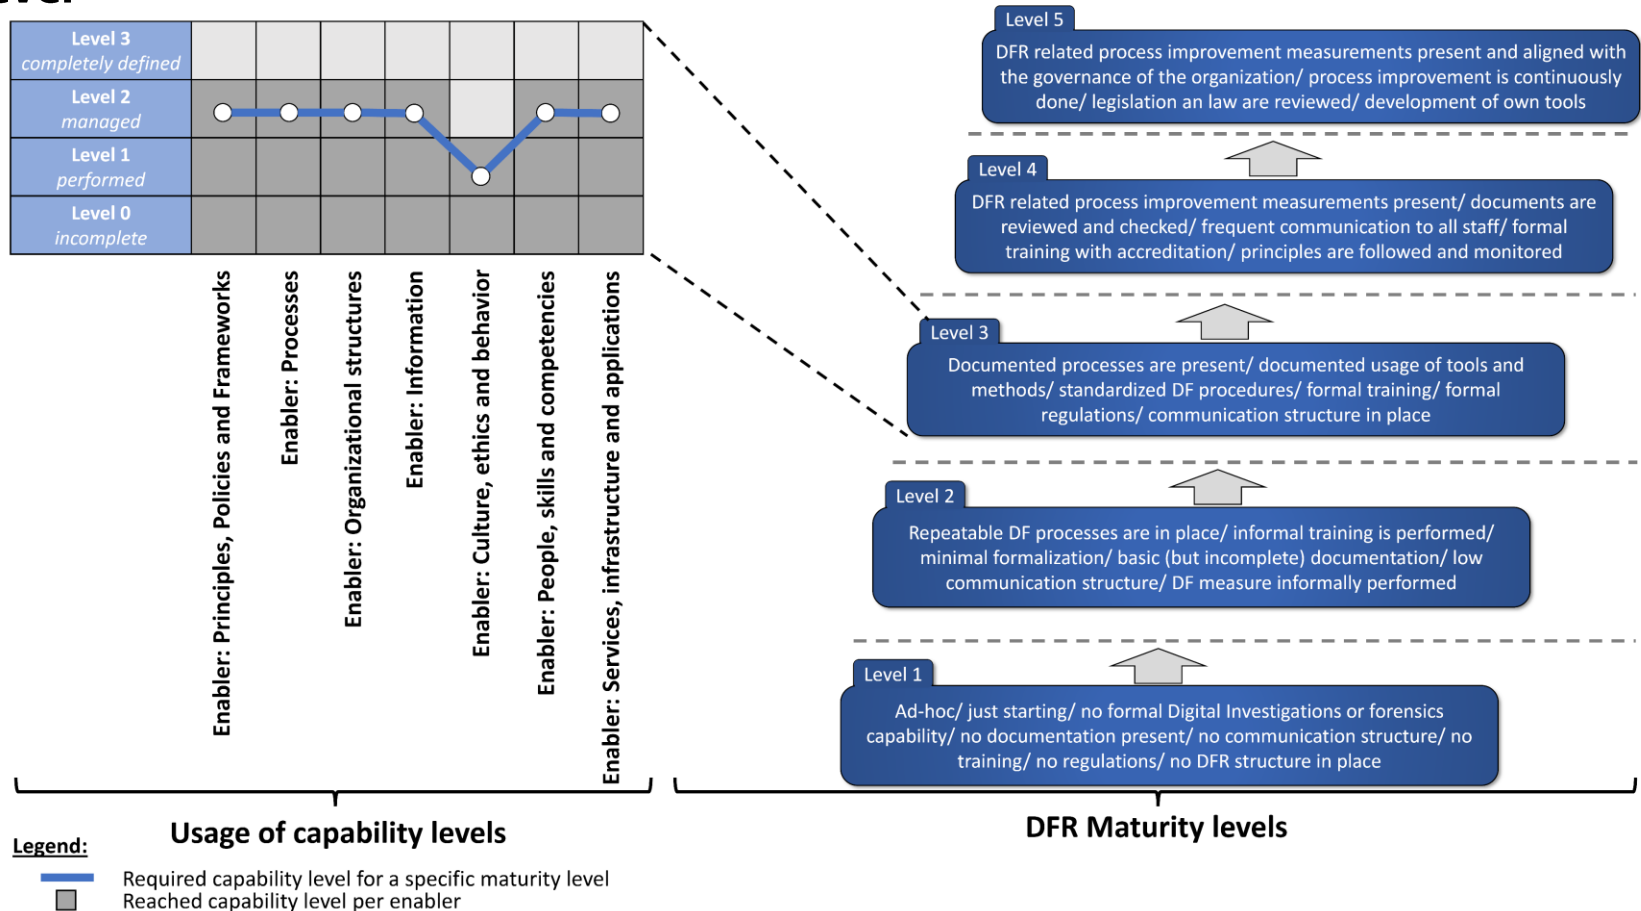 Level 3
completely defined
Level 2
managed
Level 1
performed
Level 0
incomplete
Enabler: Principles, Policies and Frameworks
Enabler: Processes
Enabler: Organizational structures
Enabler: Information
Enabler: Culture, ethics and behavior
Enabler: People, skills and competencies
Enabler: Services, infrastructure and applications
Usage of capability levels
Legend:
Required capability level for a specific maturity level
Reached capability level per enabler
Level 5
DFR related process improvement measurements present and aligned with
the governance of the organization/ process improvement is continuously
done/ legislation an law are reviewed/ development of own tools
Level 4
DFR related process improvement measurements present/ documents are
reviewed and checked/ frequent communication to all staff/ formal
training with accreditation/ principles are followed and monitored
Level 3
Documented processes are present/ documented usage of tools and
methods/ standardized DF procedures/ formal training/ formal
regulations/ communication structure in place
Level 2
Repeatable DF processes are in place/ informal training is performed/
minimal formalization/ basic (but incomplete) documentation/ low
communication structure/ DF measure informally performed
Level 1
Ad-hoc/ just starting/ no formal Digital Investigations or forensics
capability/ no documentation present/ no communication structure/ no
training/ no regulations/ no DFR structure in place
DFR Maturity levels